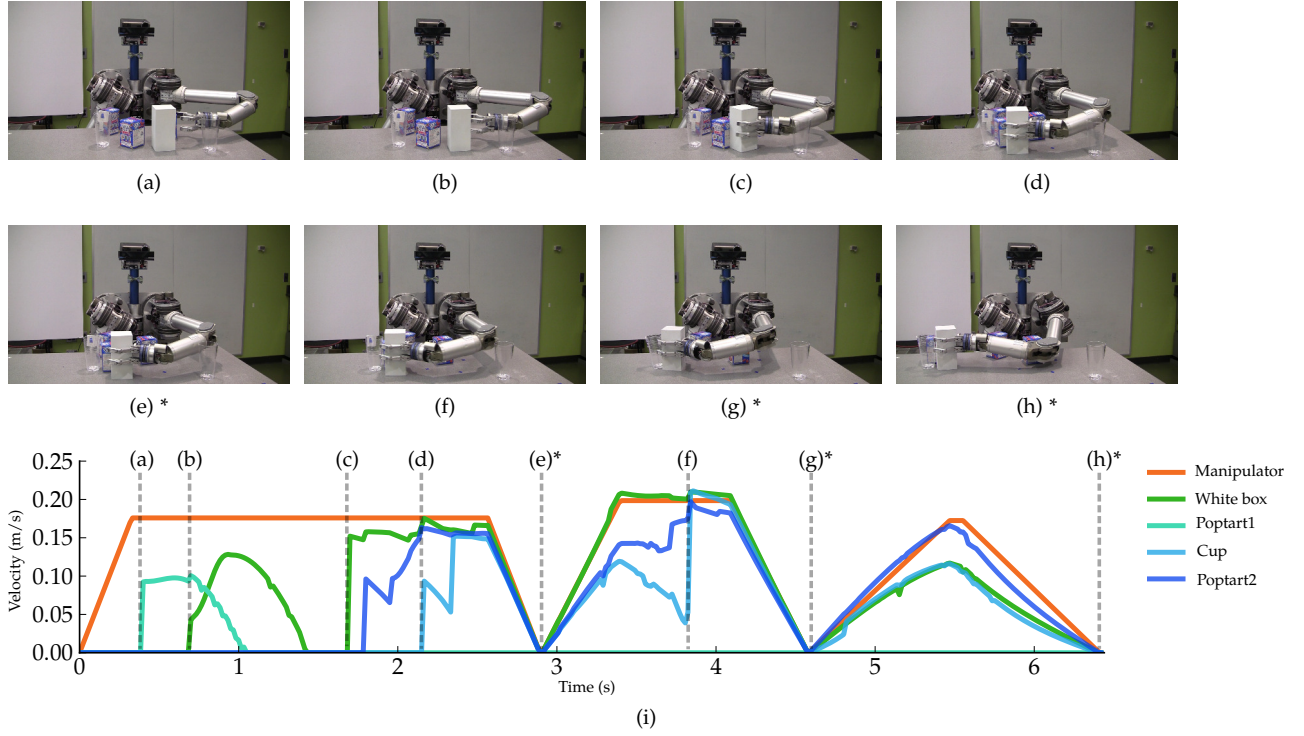 (a) (b) (c) (d)
(e) * (f) (g) * (h) *
(a) (b) (c) (d) (e)* (f) (g)* (h)*
0.25
0.20
0.15
0.10
0.05
0.00
Velocity (m/s)
0 1 2 3 4 5 6
Time (s)
Manipulator
White box
Poptart1
Cup
Poptart2
(i)